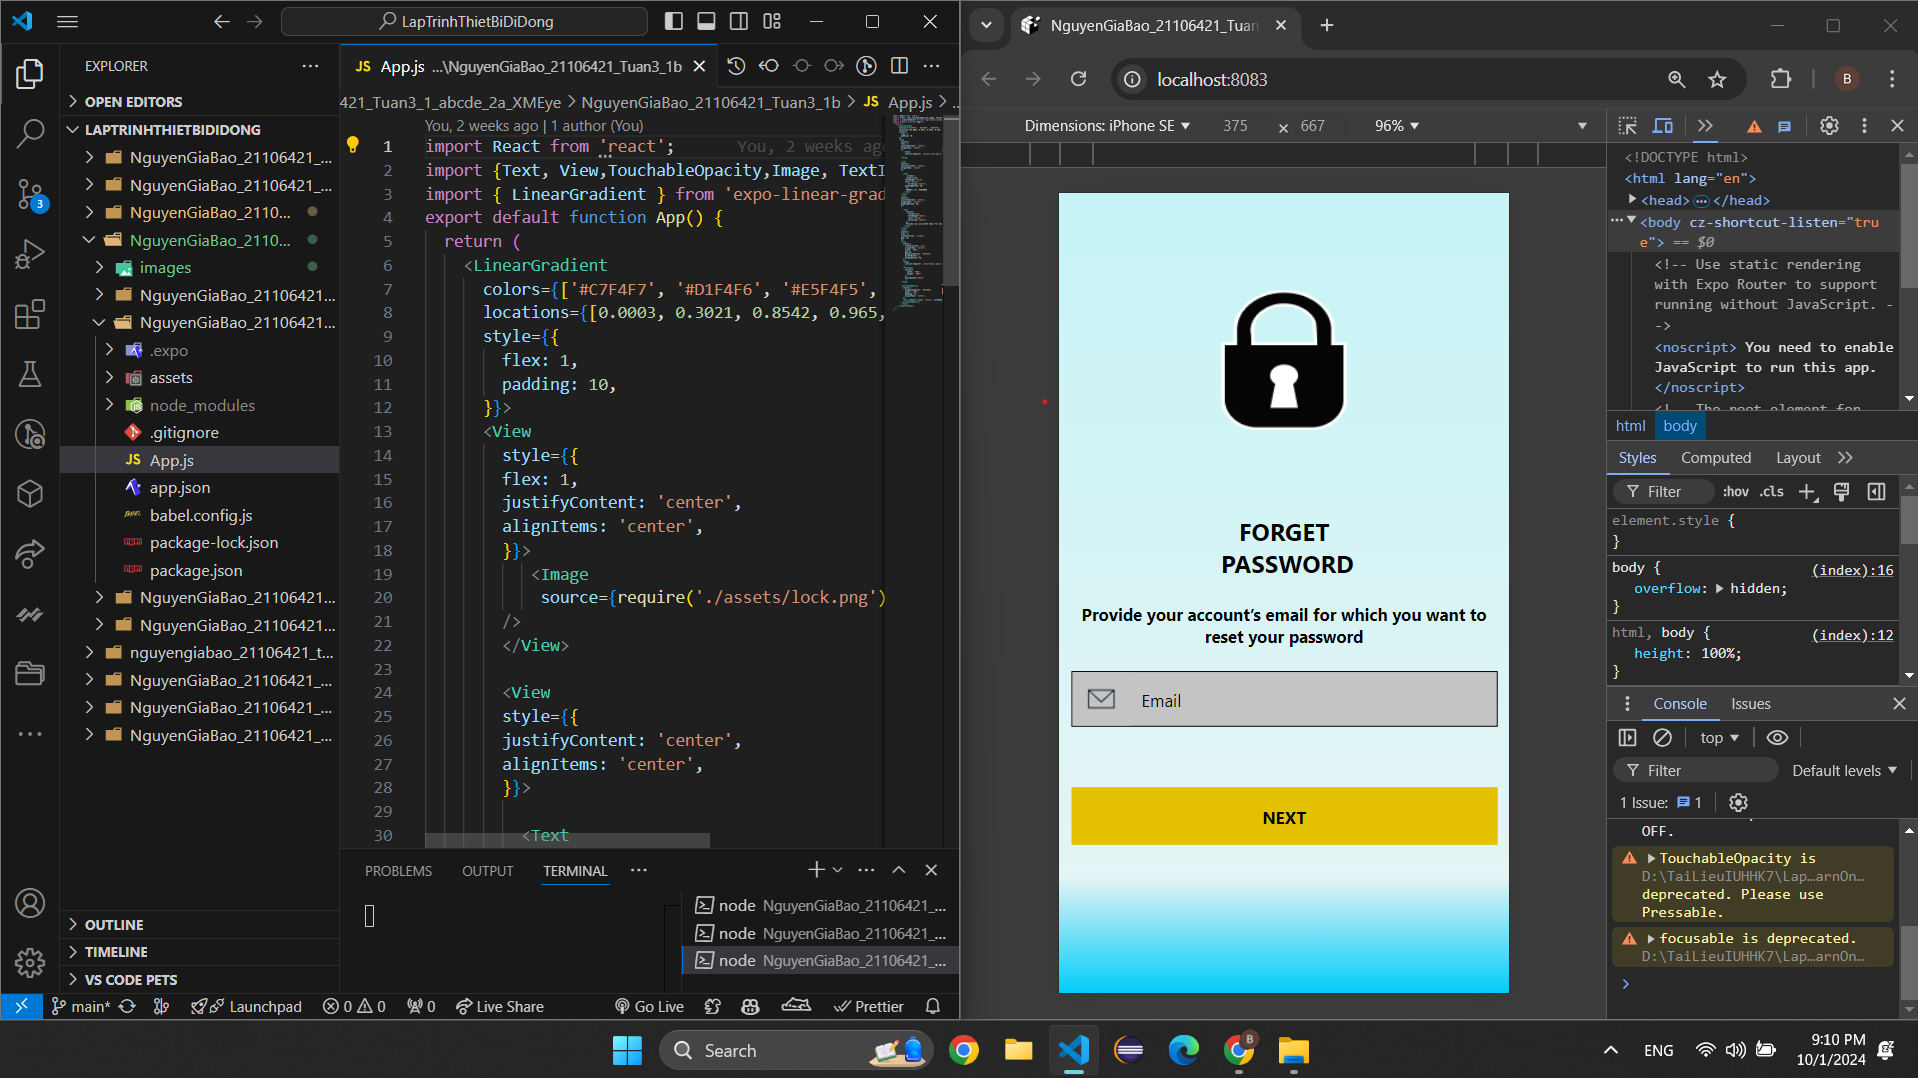 LapTrinhThietBiDiDong
EXPLORER
OPEN EDITORS
LAPTRINHTHIETBIDIDONG
NguyenGiaBao_21106421_...
NguyenGiaBao_21106421_...
NguyenGiaBao_2110...
NguyenGiaBao_2110...
images
NguyenGiaBao_21106421...
NguyenGiaBao_21106421...
.expo
assets
node_modules
.gitignore
JS App.js
app.json
babel.config.js
package-lock.json
package.json
NguyenGiaBao_21106421...
NguyenGiaBao_21106421...
nguyengiabao_21106421_t...
NguyenGiaBao_21106421_...
NguyenGiaBao_21106421_...
NguyenGiaBao_21106421_...
OUTLINE
TIMELINE
VS CODE PETS
3
JS App.js ...\NguyenGiaBao_21106421_Tuan3_1b
421_Tuan3_1_abcde_2a_XMEye > NguyenGiaBao_21106421_Tuan3_1b > JS App.js > ..
You, 2 weeks ago | 1 author (You)
1 import React from 'react'; You, 2 weeks ag
2 import {Text, View,TouchableOpacity,Image, TextI
3 import { LinearGradient } from 'expo-linear-grad
4 export default function App() {
5 return (
6 <LinearGradient
7 colors={['#C7F4F7', '#D1F4F6', '#E5F4F5',
8 locations={[0.0003, 0.3021, 0.8542, 0.965,
9 style={{
10 flex: 1,
11 padding: 10,
12 }}>
13 <View
14 style={{
15 flex: 1,
16 justifyContent: 'center',
17 alignItems: 'center',
18 }}>
19 <Image
20 source={require('./assets/lock.png')
21 />
22 </View>
23
24 <View
25 style={{
26 justifyContent: 'center',
27 alignItems: 'center',
28 }}>
29
30 <Text
PROBLEMS OUTPUT TERMINAL
node NguyenGiaBao_21106421_...
node NguyenGiaBao_21106421_...
node NguyenGiaBao_21106421_...
main* Launchpad 0 0 0 Live Share Go Live Prettier
NguyenGiaBao_21106421_Tuan
localhost:8083
B
Dimensions: iPhone SE 375 × 667 96%
FORGET
PASSWORD
Provide your account’s email for which you want to
reset your password
Email
NEXT
<!DOCTYPE html>
<html lang="en">
<head> ... </head>
<body cz-shortcut-listen="tru
e"> == $0
<!-- Use static rendering
with Expo Router to support
running without JavaScript. -
->
<noscript> You need to enable
JavaScript to run this app.
</noscript>
<!-- The root element for
html body
Styles Computed Layout
Filter :hov .cls
element.style {
}
body { (index):16
overflow: hidden;
}
html, body { (index):12
height: 100%;
}
Console Issues
top
Filter Default levels
1 Issue: 1
OFF.
TouchableOpacity is
D:\TaiLieuIUHHK7\Lap…arnOn…
deprecated. Please use
Pressable.
focusable is deprecated.
D:\TaiLieuIUHHK7\Lap…arnOn…
Search
B
ENG
9:10 PM
10/1/2024